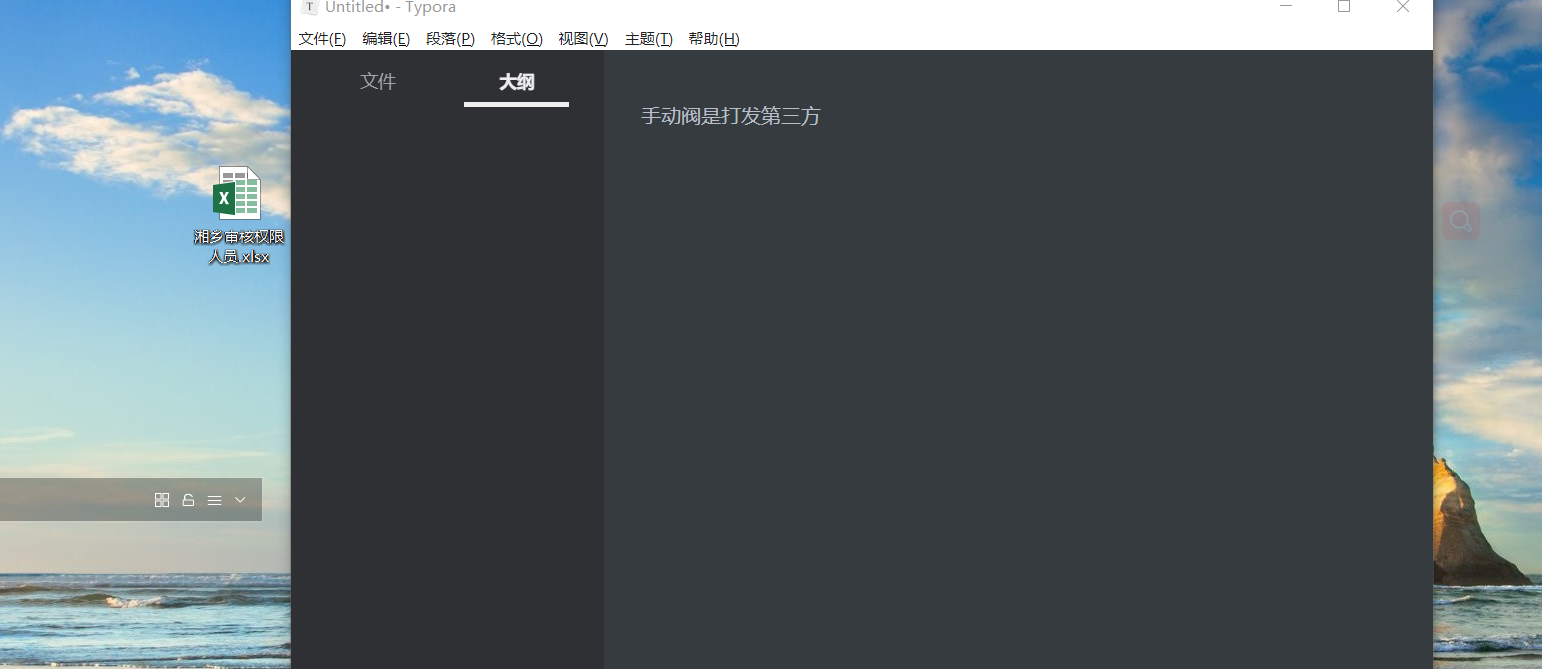 Untitled• - Typora
文件(F) 编辑(E) 段落(P) 格式(O) 视图(V) 主题(T) 帮助(H)
文件 大纲
手动阀是打发第三方
湘乡审核权限
人员.xlsx